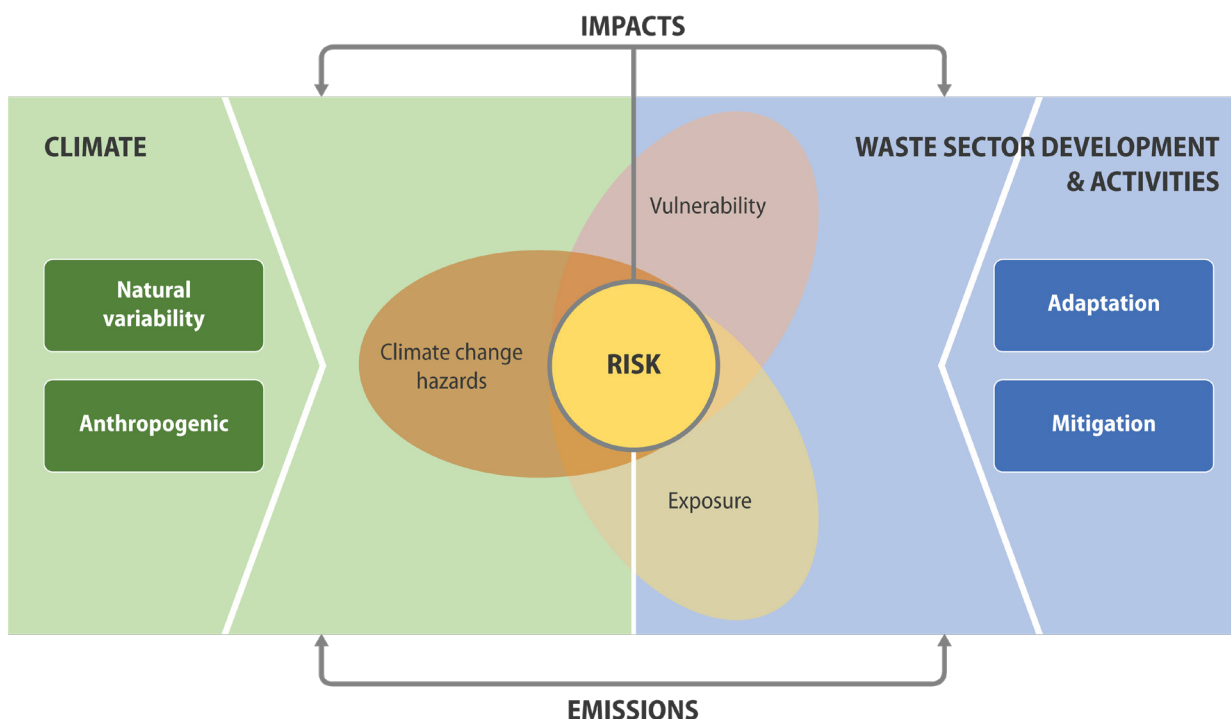 IMPACTS
CLIMATE
WASTE SECTOR DEVELOPMENT
& ACTIVITIES
Natural
variability
Anthropogenic
Vulnerability
Climate change
hazards
RISK
Exposure
Adaptation
Mitigation
EMISSIONS